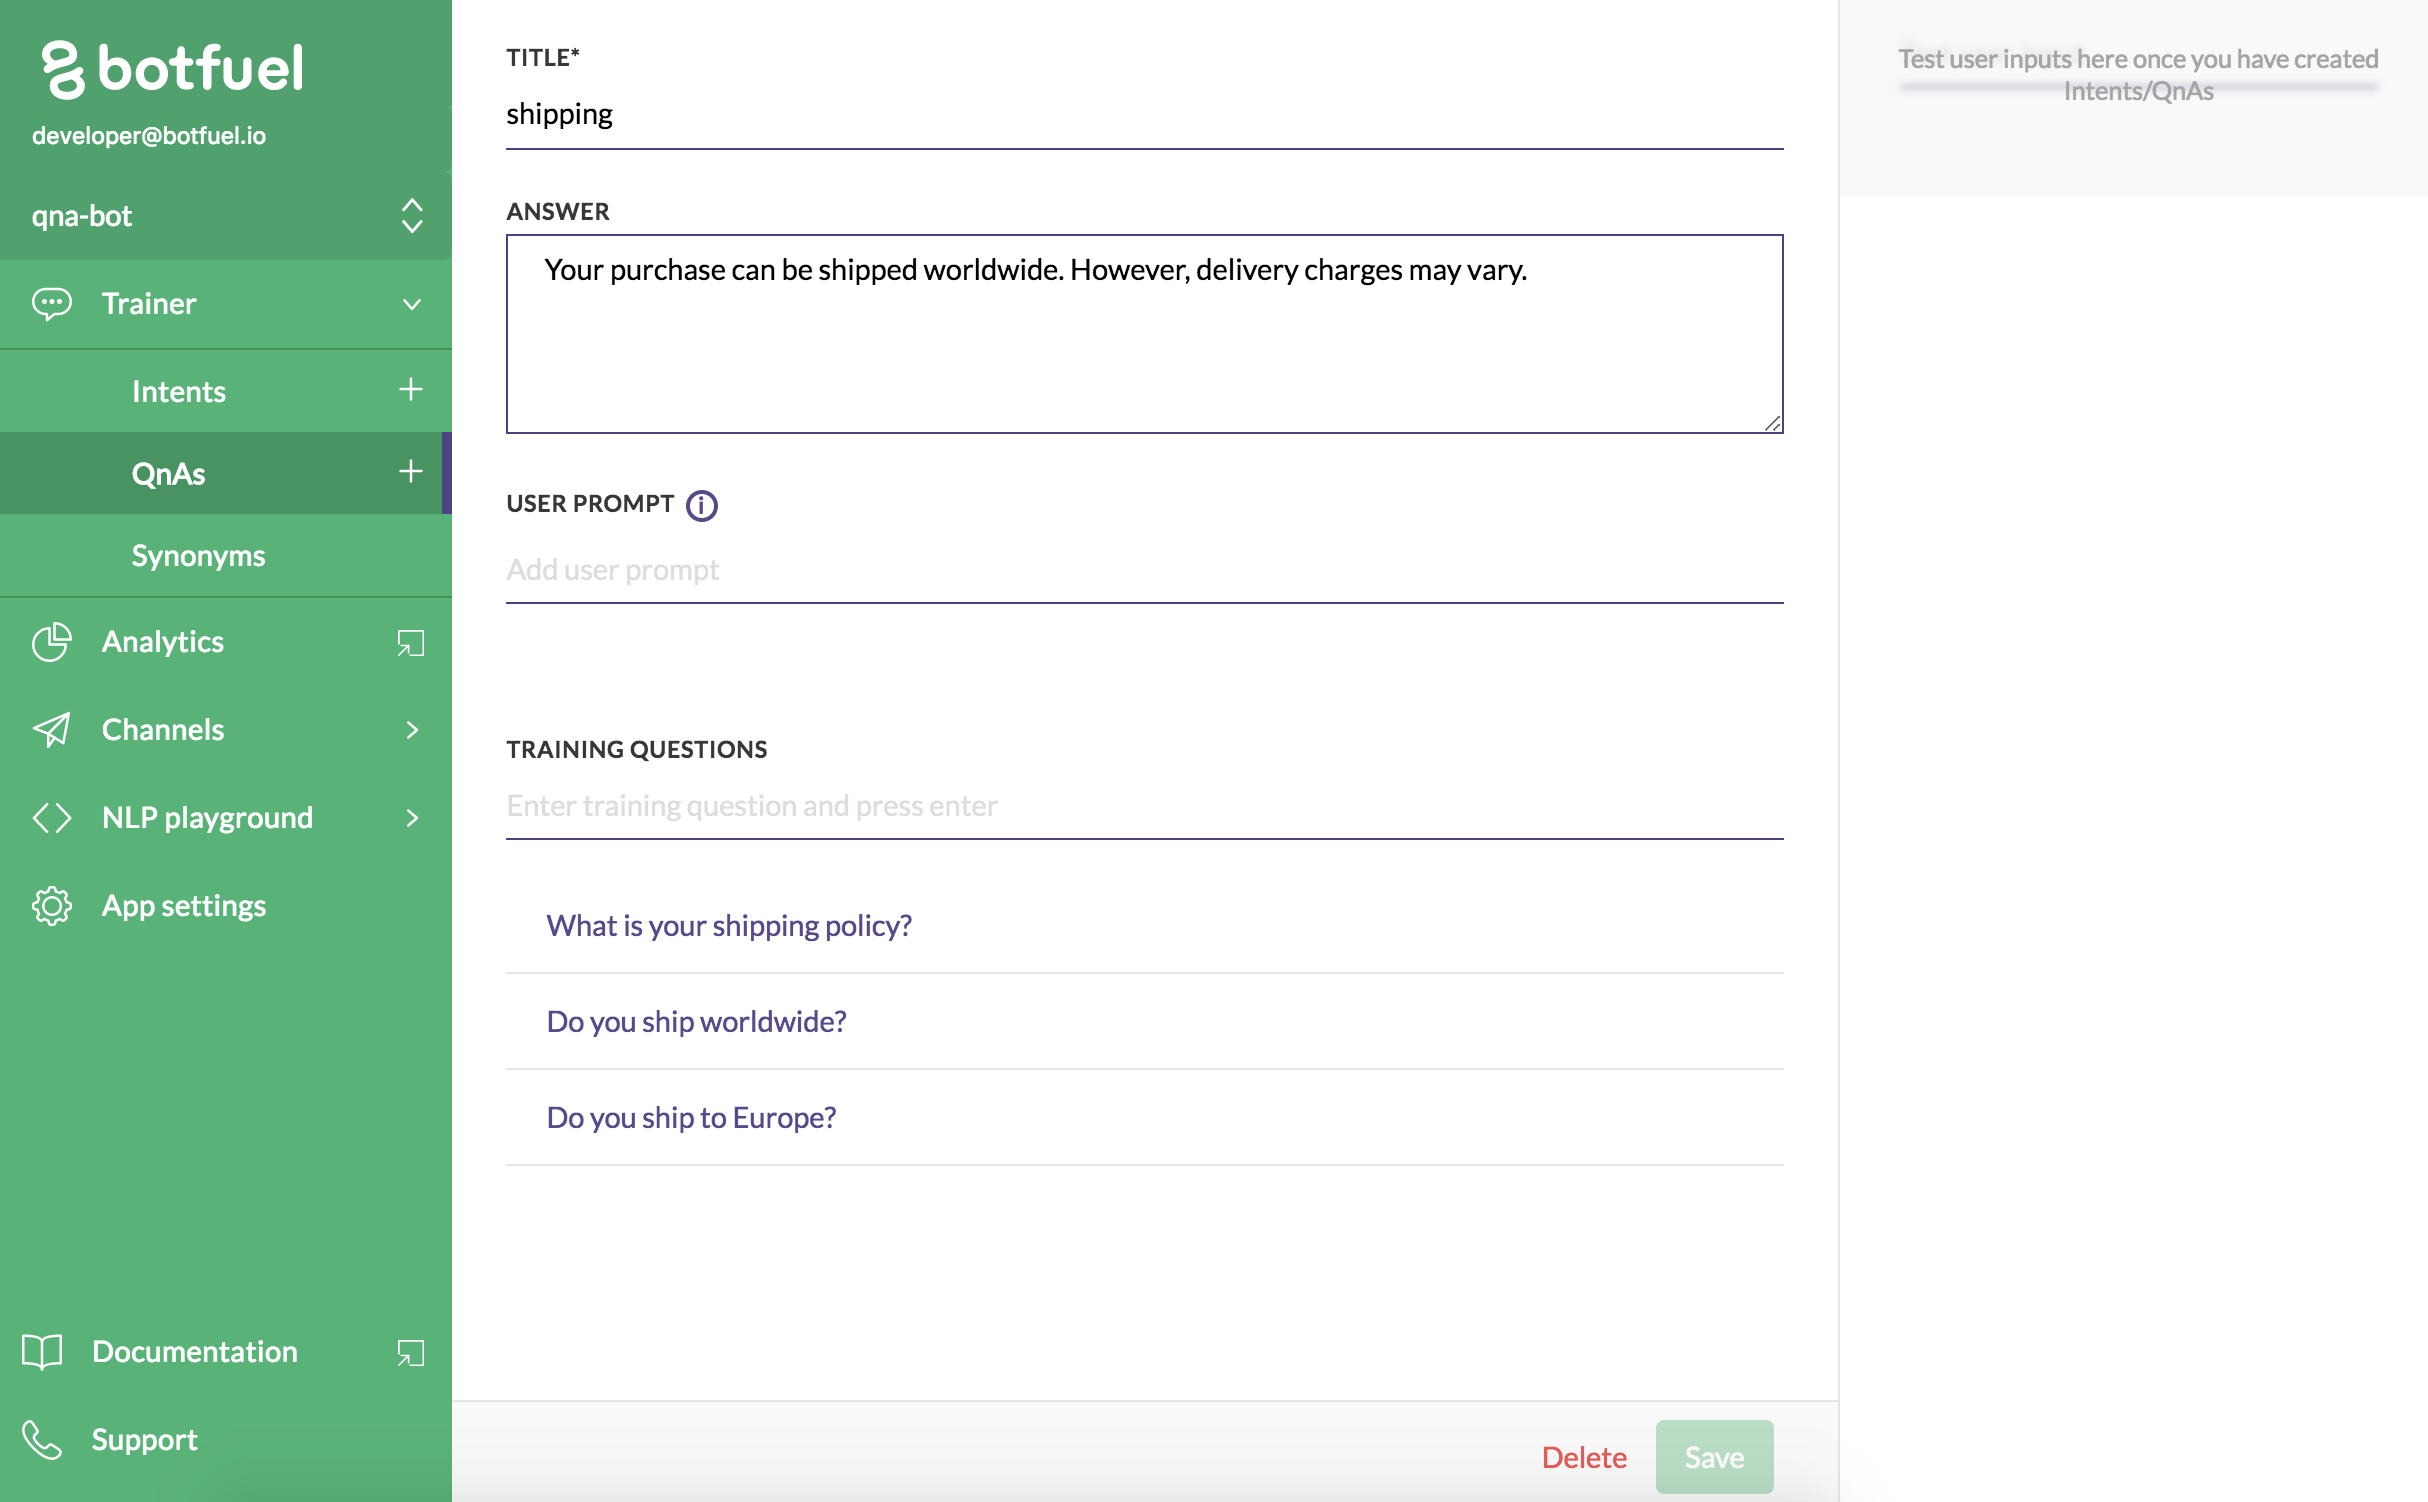 botfuel
developer@botfuel.io
qna-bot
Trainer
Intents
QnAs
Synonyms
Analytics
Channels
NLP playground
App settings
Documentation
Support
TITLE*
shipping
ANSWER
Your purchase can be shipped worldwide. However, delivery charges may vary.
USER PROMPT
Add user prompt
TRAINING QUESTIONS
Enter training question and press enter
What is your shipping policy?
Do you ship worldwide?
Do you ship to Europe?
Delete
Save
Test user inputs here once you have created
Intents/QnAs